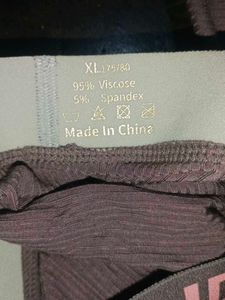 XL 175/80
95% Viscose
5% Spandex
Made In China